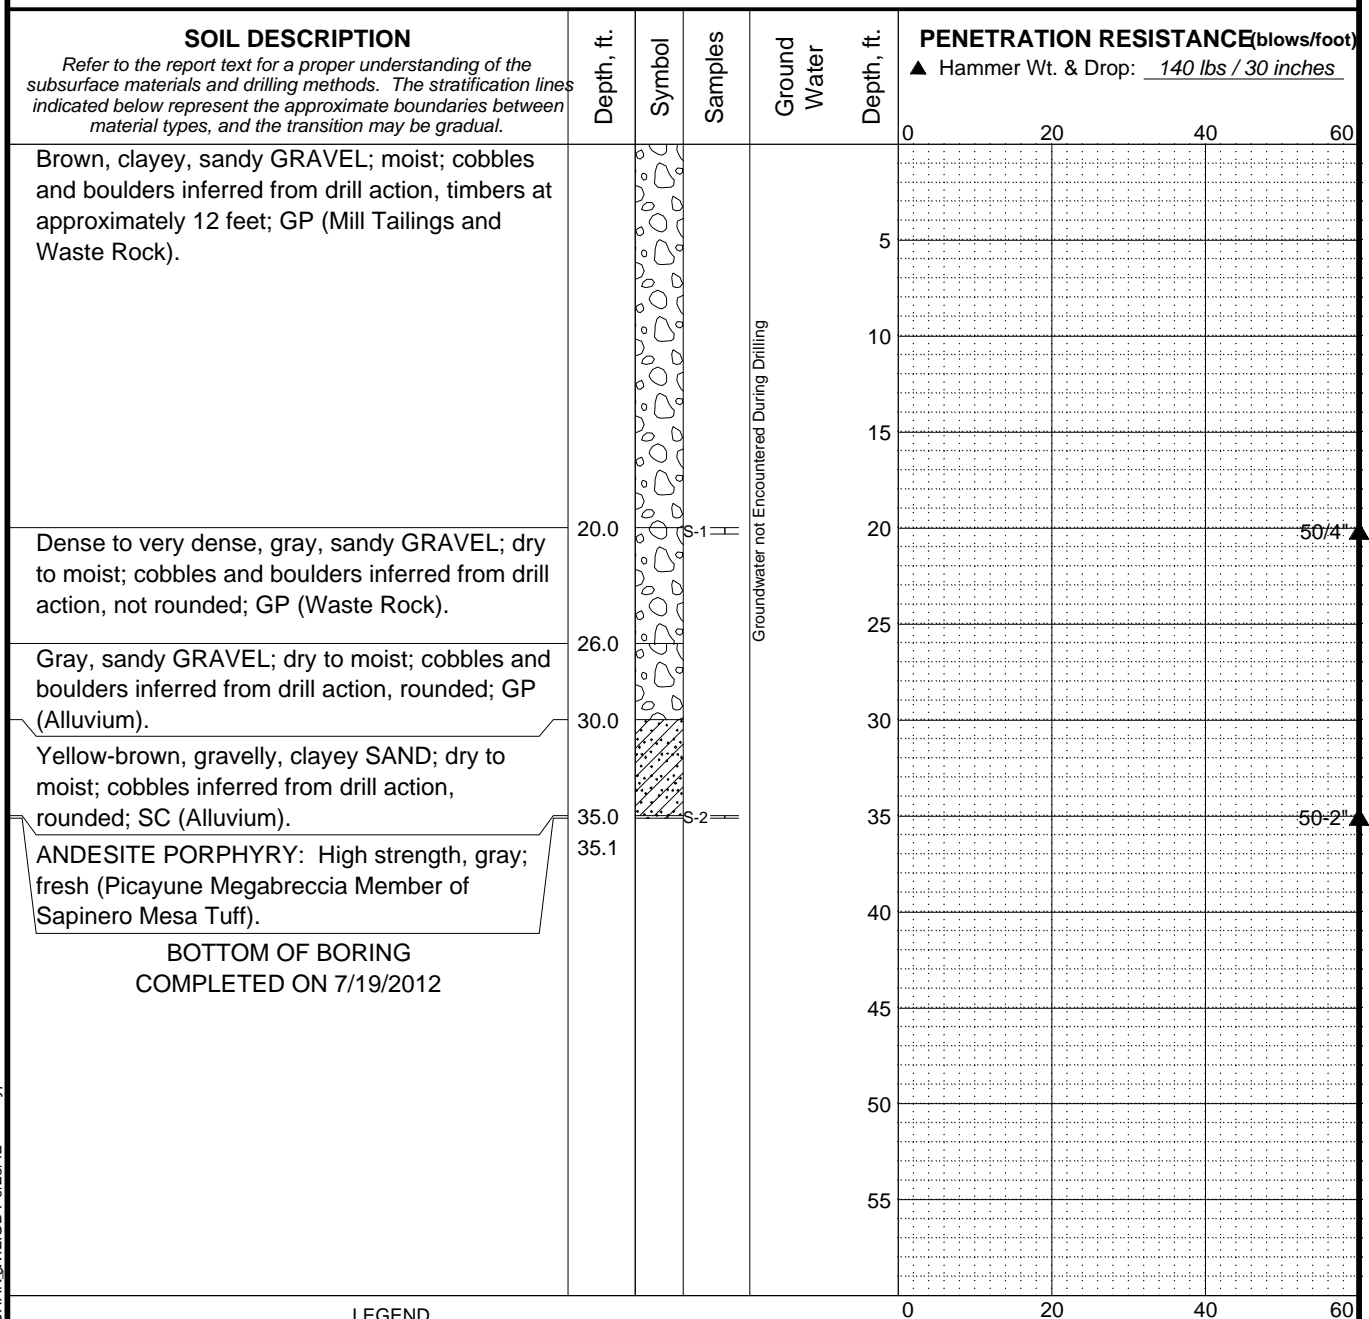 SOIL DESCRIPTION
Refer to the report text for a proper understanding of the
subsurface materials and drilling methods. The stratification lines
indicated below represent the approximate boundaries between
material types, and the transition may be gradual.
Depth, ft.
Symbol
Samples
Ground
Water
Depth, ft.
PENETRATION RESISTANCE(blows/foot)
▲ Hammer Wt. & Drop: 140 lbs / 30 inches
0 20 40 60
Brown, clayey, sandy GRAVEL; moist; cobbles
and boulders inferred from drill action, timbers at
approximately 12 feet; GP (Mill Tailings and
Waste Rock).
5
10
15
Groundwater not Encountered During Drilling
20.0 S-1 20 50/4"
Dense to very dense, gray, sandy GRAVEL; dry
to moist; cobbles and boulders inferred from drill
action, not rounded; GP (Waste Rock).
25
26.0
Gray, sandy GRAVEL; dry to moist; cobbles and
boulders inferred from drill action, rounded; GP
(Alluvium).
30.0 30
Yellow-brown, gravelly, clayey SAND; dry to
moist; cobbles inferred from drill action,
rounded; SC (Alluvium).
35.0 S-2 35 50-2"
ANDESITE PORPHYRY: High strength, gray;
fresh (Picayune Megabreccia Member of
Sapinero Mesa Tuff).
35.1
40
BOTTOM OF BORING
COMPLETED ON 7/19/2012
45
50
55
LEGEND
0 20 40 60